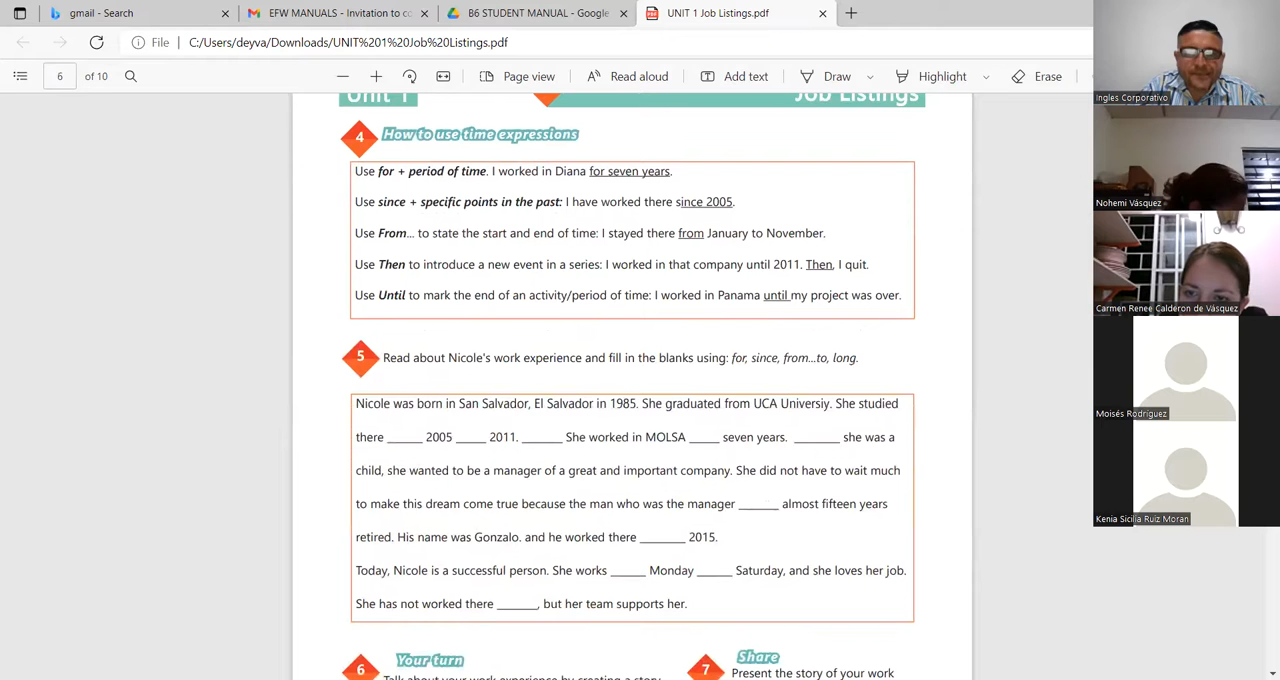 gmail - Search
EFW MANUALS - Invitation to co
B6 STUDENT MANUAL - Google
UNIT 1 Job Listings.pdf
File C:/Users/deyva/Downloads/UNIT%201%20Job%20Listings.pdf
6 of 10
Page view
Read aloud
Add text
Draw
Highlight
Erase
Unit 1
Job Listings
4 How to use time expressions
Use for + period of time. I worked in Diana for seven years.
Use since + specific points in the past: I have worked there since 2005.
Use From... to state the start and end of time: I stayed there from January to November.
Use Then to introduce a new event in a series: I worked in that company until 2011. Then, I quit.
Use Until to mark the end of an activity/period of time: I worked in Panama until my project was over.
5 Read about Nicole's work experience and fill in the blanks using: for, since, from...to, long.
Nicole was born in San Salvador, El Salvador in 1985. She graduated from UCA Universiy. She studied
there ______ 2005 _____ 2011. _______ She worked in MOLSA _____ seven years. ________ she was a
child, she wanted to be a manager of a great and important company. She did not have to wait much
to make this dream come true because the man who was the manager _______ almost fifteen years
retired. His name was Gonzalo. and he worked there ________ 2015.
Today, Nicole is a successful person. She works ______ Monday ______ Saturday, and she loves her job.
She has not worked there _______, but her team supports her.
6 Your turn
Talk about your work experience by creating a story
7 Share
Present the story of your work
Ingles Corporativo
Nohemi Vásquez
Carmen Renee Calderon de Vásquez
Moisés Rodríguez
Kenia Sicilia Ruiz Moran